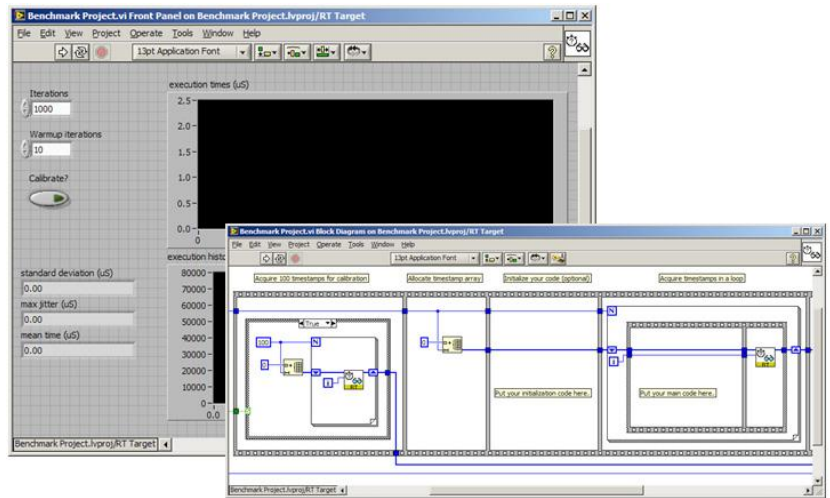 Benchmark Project.vi Front Panel on Benchmark Project.lvproj/RT Target
File Edit View Project Operate Tools Window Help
13pt Application Font
Iterations
1000
Warmup iterations
10
Calibrate?
execution times (uS)
2.5
2.0
1.5
1.0
0.5
0.0
0
standard deviation (uS)
0.00
max jitter (uS)
0.00
mean time (uS)
0.00
execution histo
80000
70000
60000
50000
40000
30000
20000
10000
0
0.0
Benchmark Project.lvproj/RT Target
Benchmark Project.vi Block Diagram on Benchmark Project.lvproj/RT Target
File Edit View Project Operate Tools Window Help
13pt Application Font
Acquire 100 timestamps for calibration
Allocate timestamp array
Initialize your code (optional)
Acquire timestamps in a loop
True
100
N
0
i
RT
0
Put your initialization code here.
N
i
Put your main code here.
RT
Benchmark Project.lvproj/RT Target